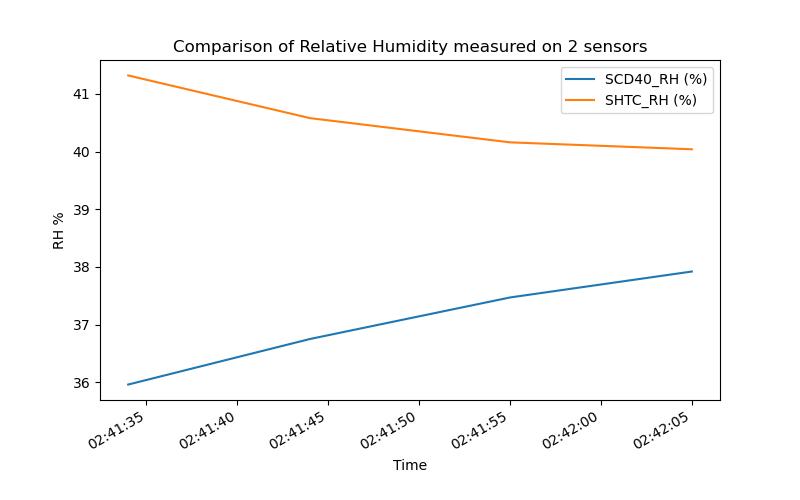 Comparison of Relative Humidity measured on 2 sensors
SCD40_RH (%)
SHTC_RH (%)
RH %
41
40
39
38
37
36
02:41:35
02:41:40
02:41:45
02:41:50
02:41:55
02:42:00
02:42:05
Time